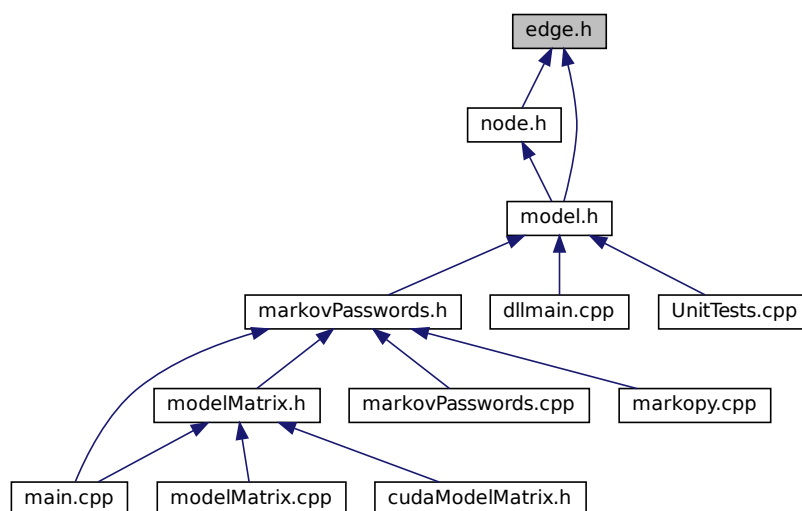 edge.h
node.h
model.h
markovPasswords.h
dllmain.cpp
UnitTests.cpp
modelMatrix.h
markovPasswords.cpp
markopy.cpp
main.cpp
modelMatrix.cpp
cudaModelMatrix.h